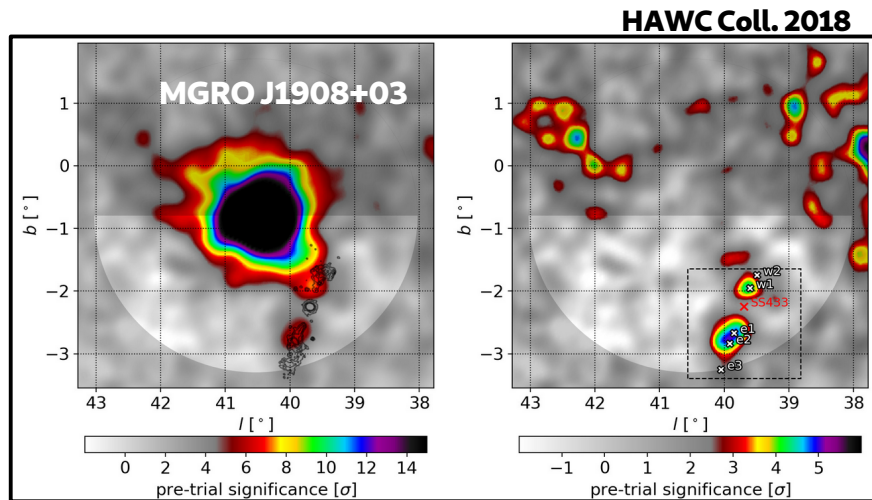 HAWC Coll. 2018
MGRO J1908+03
b [°]
1
0
−1
−2
−3
43 42 41 40 39 38
l [°]
0 2 4 6 8 10 12 14
pre-trial significance [σ]
b [°]
1
0
−1
−2
−3
w2
w1
SS433
e1
e2
e3
43 42 41 40 39 38
l [°]
−1 0 1 2 3 4 5
pre-trial significance [σ]